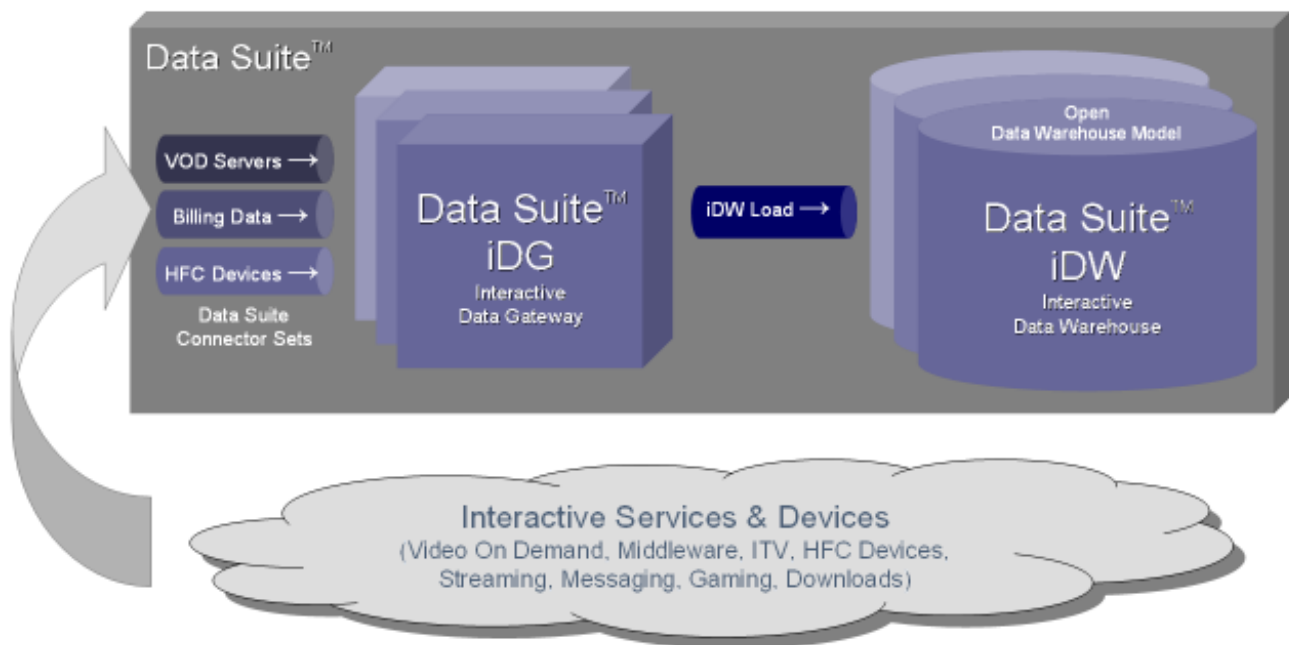 Data Suite™
VOD Servers →
Billing Data →
HFC Devices →
Data Suite
Connector Sets
Data Suite™
iDG
Interactive
Data Gateway
iDW Load →
Open
Data Warehouse Model
Data Suite™
iDW
Interactive
Data Warehouse
Interactive Services & Devices
(Video On Demand, Middleware, ITV, HFC Devices,
Streaming, Messaging, Gaming, Downloads)